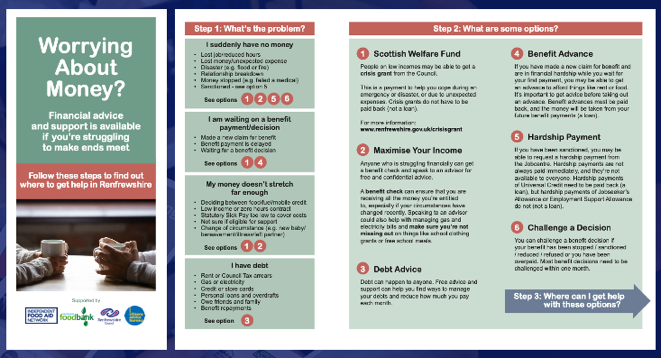 Worrying
About
Money?
Financial advice
and support is available
if you're struggling
to make ends meet
Follow these steps to find out
where to get help in Renfrewshire
Supported by
INDEPENDENT
FOOD AID
NETWORK
foodbank
Renfrewshire
Step 1: What's the problem?
I suddenly have no money
• Lost job/reduced hours
• Lost money/unexpected expense
• Disaster (e.g. flood or fire)
• Relationship breakdown
• Money stopped (e.g. failed a medical)
• Sanctioned - see option 5
See options 1 2 5 6
I am waiting on a benefit
payment/decision
• Made a new claim for benefit
• Benefit payment is delayed
• Waiting for a benefit decision
See options 1 4
My money doesn't stretch
far enough
• Deciding between food/fuel/mobile credit
• Low income or zero hours contract
• Statutory Sick Pay too low to cover costs
• Not sure if eligible for support
• Change of circumstance (e.g. new baby/
bereavement/illness/left partner)
See options 1 2
I have debt
• Rent or Council Tax arrears
• Gas or electricity
• Credit or store cards
• Personal loans and overdrafts
• Owe friends and family
• Benefit repayments
See option 3
Step 2: What are some options?
1 Scottish Welfare Fund
People on low incomes may be able to get a
crisis grant from the Council.
This is a payment to help you cope during an
emergency or disaster, or due to unexpected
expenses. Crisis grants do not have to be
paid back (not a loan).
For more information:
www.renfrewshire.gov.uk/crisisgrant
2 Maximise Your Income
Anyone who is struggling financially can get
a benefit check and speak to an advisor for
free and confidential advice.
A benefit check can ensure that you are
receiving all the money you're entitled
to, especially if your circumstances have
changed recently. Speaking to an advisor
could also help with managing gas and
electricity bills and make sure you're not
missing out on things like school clothing
grants or free school meals.
3 Debt Advice
Debt can happen to anyone. Free advice and
support can help you find ways to manage
your debts and reduce how much you pay
each month.
4 Benefit Advance
If you have made a new claim for benefit and
are in financial hardship while you wait for
your first payment, you may be able to get
an advance to afford things like rent or food.
It's important to get advice before taking out
an advance. Benefit advances must be paid
back, and the money will be taken from your
future benefit payments (a loan).
5 Hardship Payment
If you have been sanctioned, you may be
able to request a hardship payment from
the Jobcentre. Hardship payments are not
always paid immediately, and they're not
available to everyone. Hardship payments
of Universal Credit need to be paid back (a
loan), but hardship payments of Jobseeker's
Allowance or Employment Support Allowance
do not (not a loan).
6 Challenge a Decision
You can challenge a benefit decision if
your benefit has been stopped / sanctioned
/ reduced / refused or you have been
overpaid. Most benefit decisions need to be
challenged within one month.
Step 3: Where can I get help
with these options?